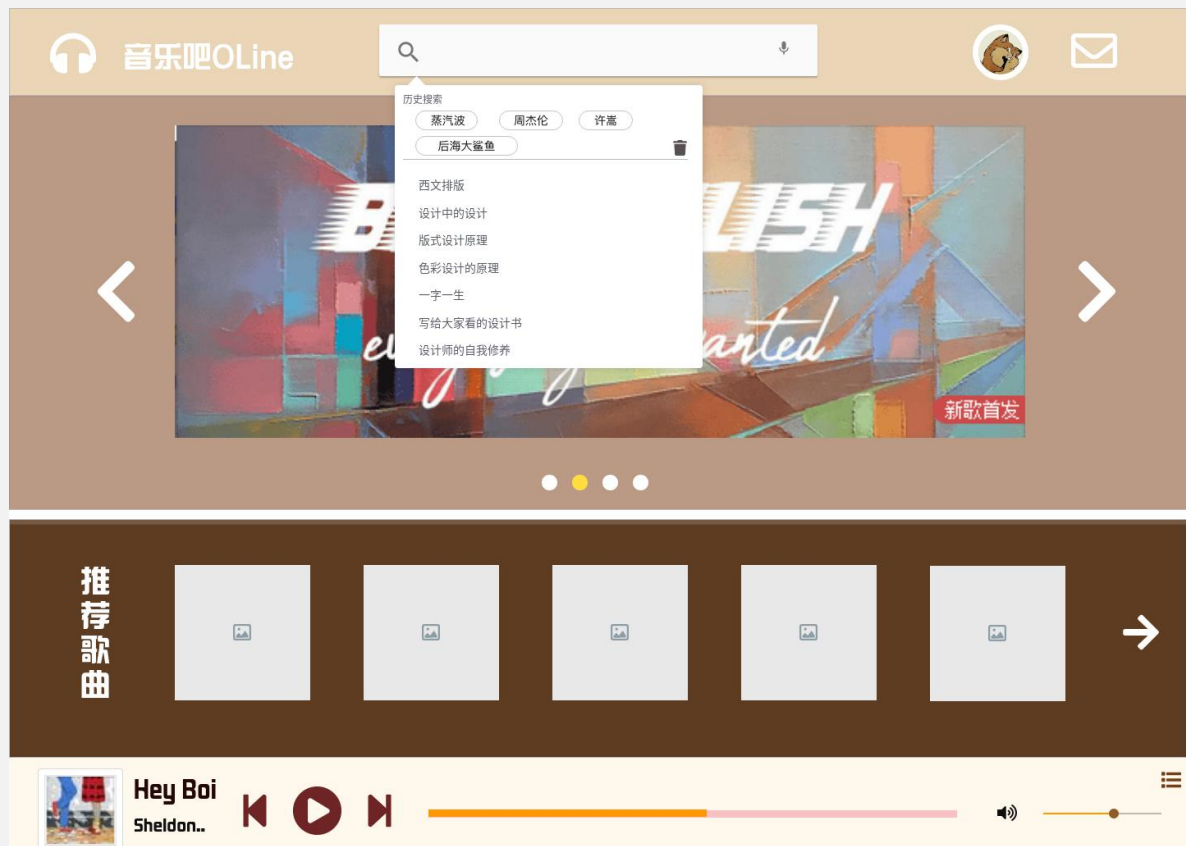 音乐吧OLine
历史搜索
蒸汽波 周杰伦 许嵩
后海大鲨鱼
西文排版
设计中的设计
版式设计原理
色彩设计的原理
一字一生
写给大家看的设计书
设计师的自我修养
新歌首发
推荐歌曲
Hey Boi
Sheldon..